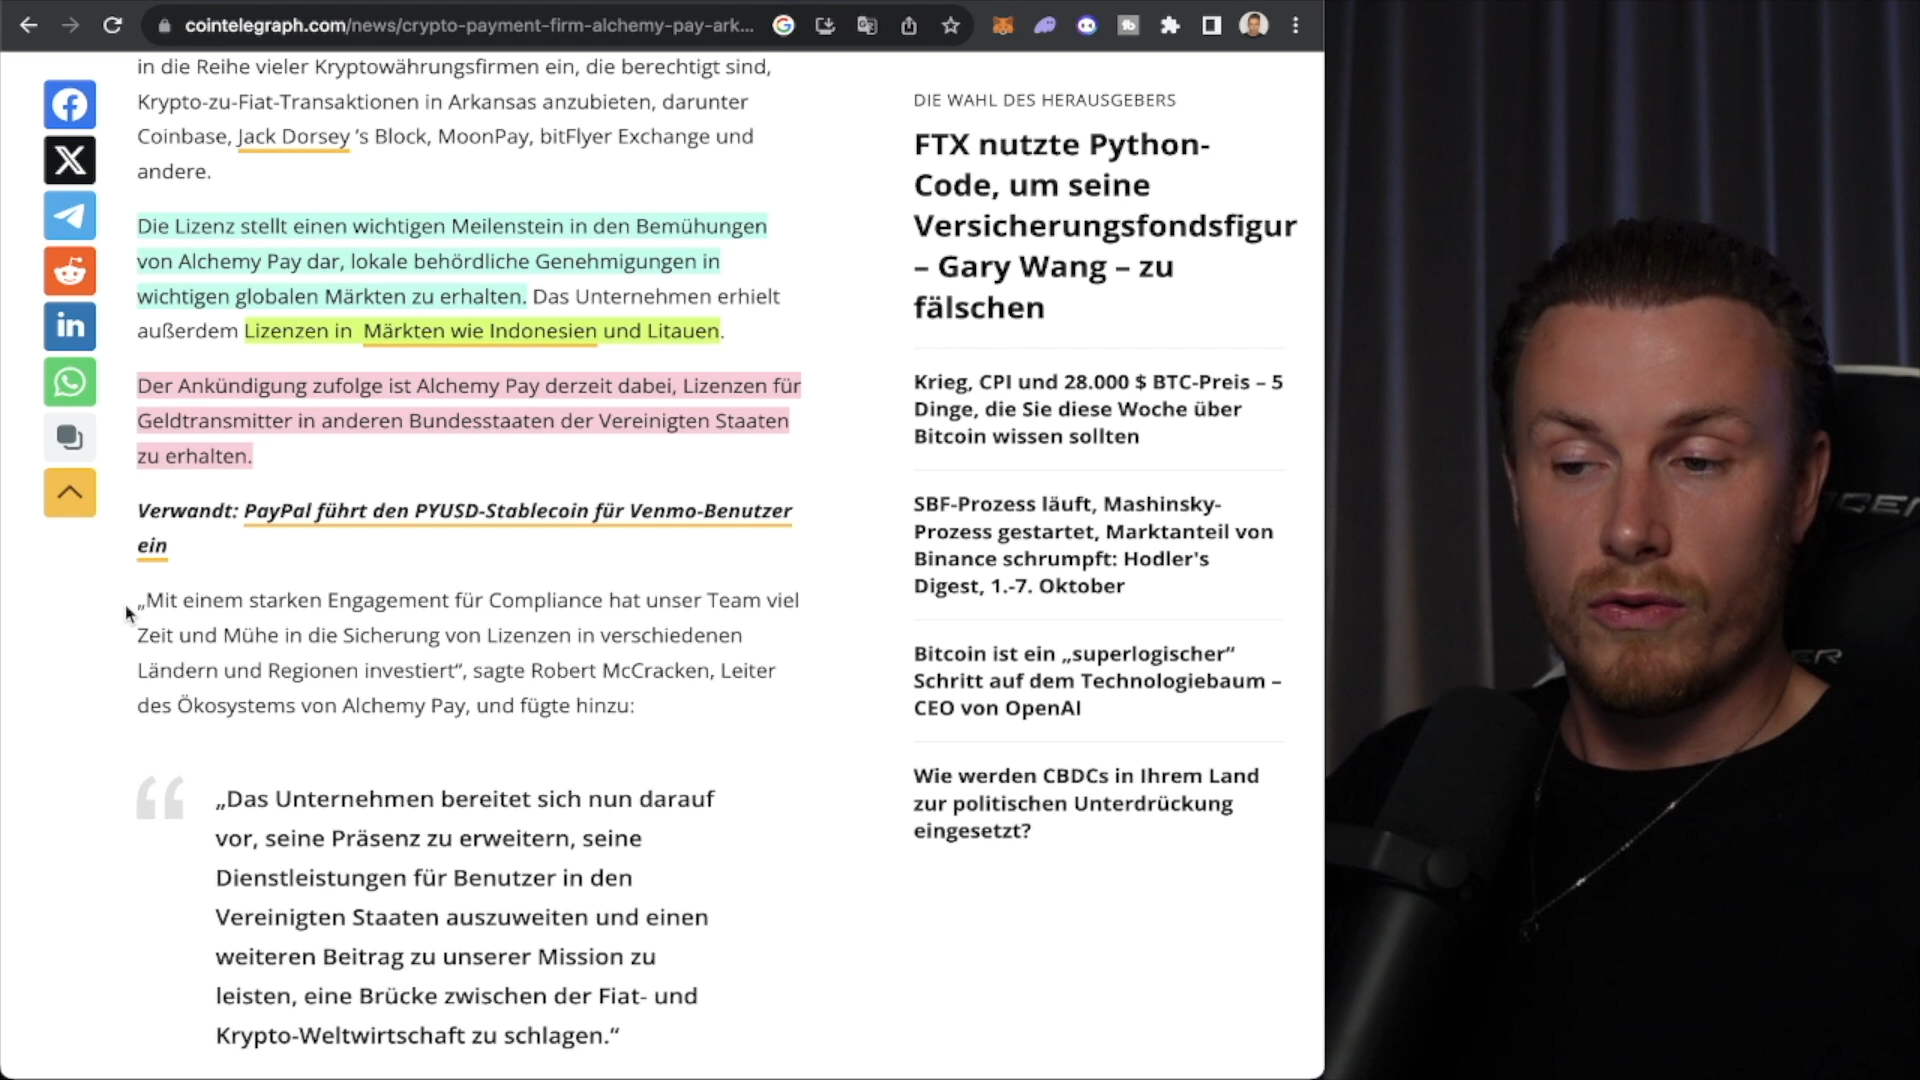 cointelegraph.com/news/crypto-payment-firm-alchemy-pay-ark...
in die Reihe vieler Kryptowährungsfirmen ein, die berechtigt sind,
Krypto-zu-Fiat-Transaktionen in Arkansas anzubieten, darunter
Coinbase, Jack Dorsey 's Block, MoonPay, bitFlyer Exchange und
andere.
Die Lizenz stellt einen wichtigen Meilenstein in den Bemühungen
von Alchemy Pay dar, lokale behördliche Genehmigungen in
wichtigen globalen Märkten zu erhalten. Das Unternehmen erhielt
außerdem Lizenzen in Märkten wie Indonesien und Litauen.
Der Ankündigung zufolge ist Alchemy Pay derzeit dabei, Lizenzen für
Geldtransmitter in anderen Bundesstaaten der Vereinigten Staaten
zu erhalten.
Verwandt: PayPal führt den PYUSD-Stablecoin für Venmo-Benutzer
ein
„Mit einem starken Engagement für Compliance hat unser Team viel
Zeit und Mühe in die Sicherung von Lizenzen in verschiedenen
Ländern und Regionen investiert“, sagte Robert McCracken, Leiter
des Ökosystems von Alchemy Pay, und fügte hinzu:
„Das Unternehmen bereitet sich nun darauf
vor, seine Präsenz zu erweitern, seine
Dienstleistungen für Benutzer in den
Vereinigten Staaten auszuweiten und einen
weiteren Beitrag zu unserer Mission zu
leisten, eine Brücke zwischen der Fiat- und
Krypto-Weltwirtschaft zu schlagen.“
DIE WAHL DES HERAUSGEBERS
FTX nutzte Python-
Code, um seine
Versicherungsfondsfigur
– Gary Wang – zu
fälschen
Krieg, CPI und 28.000 $ BTC-Preis – 5
Dinge, die Sie diese Woche über
Bitcoin wissen sollten
SBF-Prozess läuft, Mashinsky-
Prozess gestartet, Marktanteil von
Binance schrumpft: Hodler's
Digest, 1.-7. Oktober
Bitcoin ist ein „superlogischer“
Schritt auf dem Technologiebaum –
CEO von OpenAI
Wie werden CBDCs in Ihrem Land
zur politischen Unterdrückung
eingesetzt?